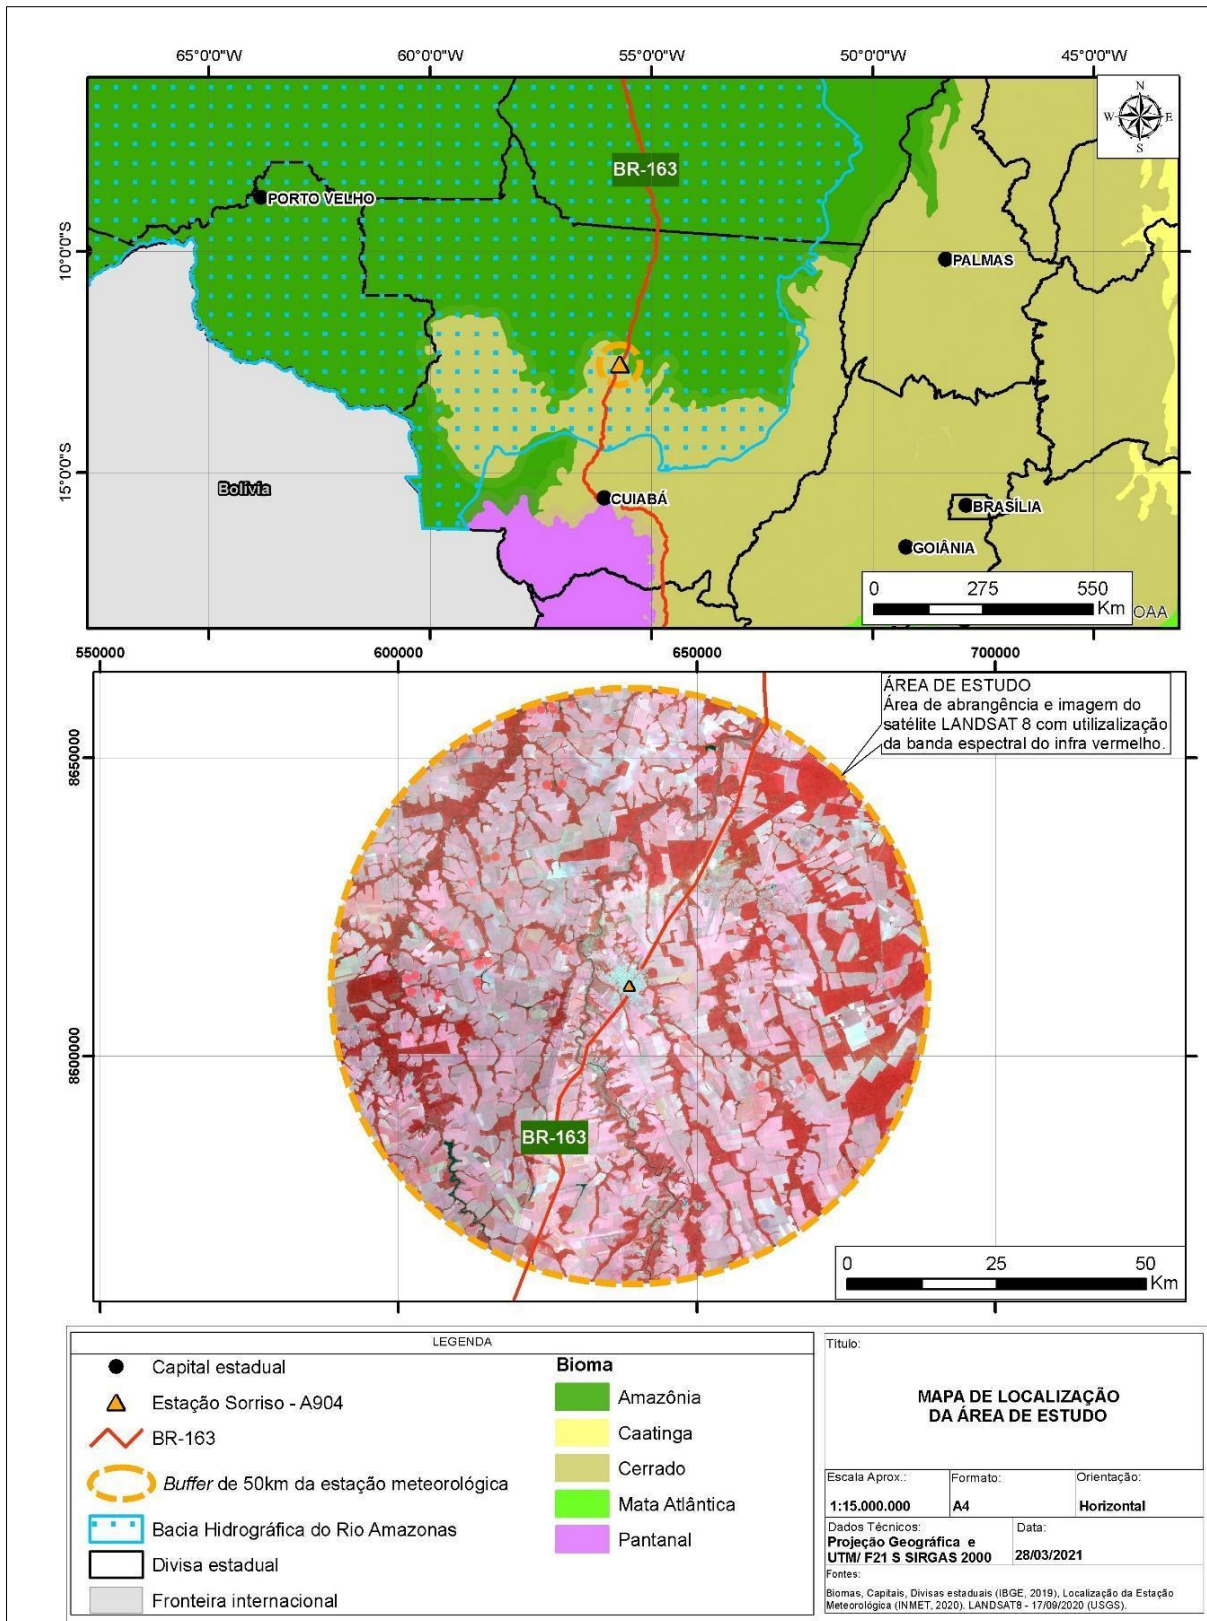 65°0'0"W 60°0'0"W 55°0'0"W 50°0'0"W 45°0'0"W
N
W E
S
BR-163
PORTO VELHO
10°0'0"S
PALMAS
15°0'0"S
Bolívia
CUIABÁ
BRASÍLIA
GOIÂNIA
0 275 550
Km
OAA
550000 600000 650000 700000
ÁREA DE ESTUDO
Área de abrangência e imagem do
satélite LANDSAT 8 com utilizalização
da banda espectral do infra vermelho.
8650000
8600000
BR-163
0 25 50
Km
LEGENDA
Capital estadual
Estação Sorriso - A904
BR-163
Buffer de 50km da estação meteorológica
Bacia Hidrográfica do Rio Amazonas
Divisa estadual
Fronteira internacional
Bioma
Amazônia
Caatinga
Cerrado
Mata Atlântica
Pantanal
Título:
MAPA DE LOCALIZAÇÃO
DA ÁREA DE ESTUDO
Escala Aprox.: Formato: Orientação:
1:15.000.000 A4 Horizontal
Dados Técnicos: Data:
Projeção Geográfica e
UTM/ F21 S SIRGAS 2000 28/03/2021
Fontes:
Biomas, Capitais, Divisas estaduais (IBGE, 2019), Localização da Estação
Meteorológica (INMET, 2020). LANDSAT8 - 17/09/2020 (USGS).